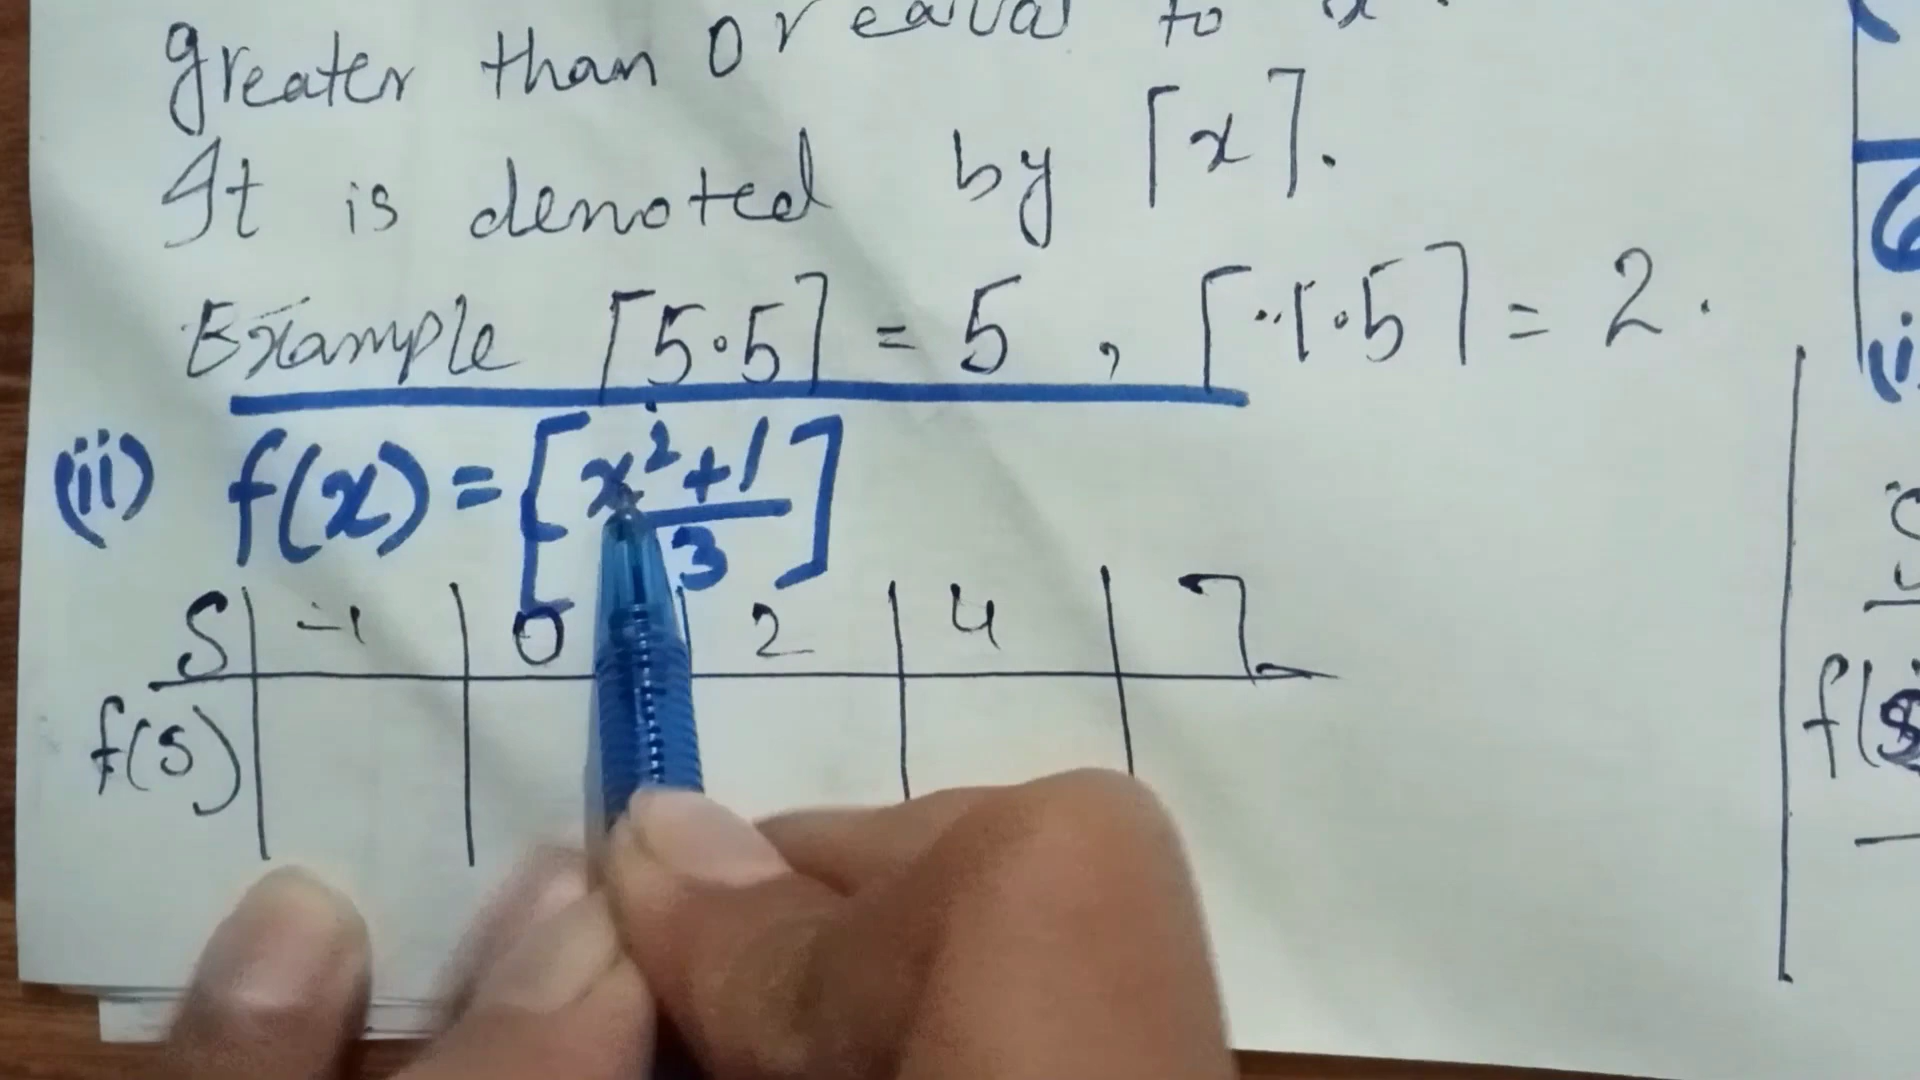 greater than or equal to x.
It is denoted by ⌈x⌉.
Example ⌈5.5⌉ = 5 , ⌈·1.5⌉ = 2.
(ii) f(x) = [x²+1/3]
S | -1 | 0 | 2 | 4 | 7
f(S)
(i
f(S